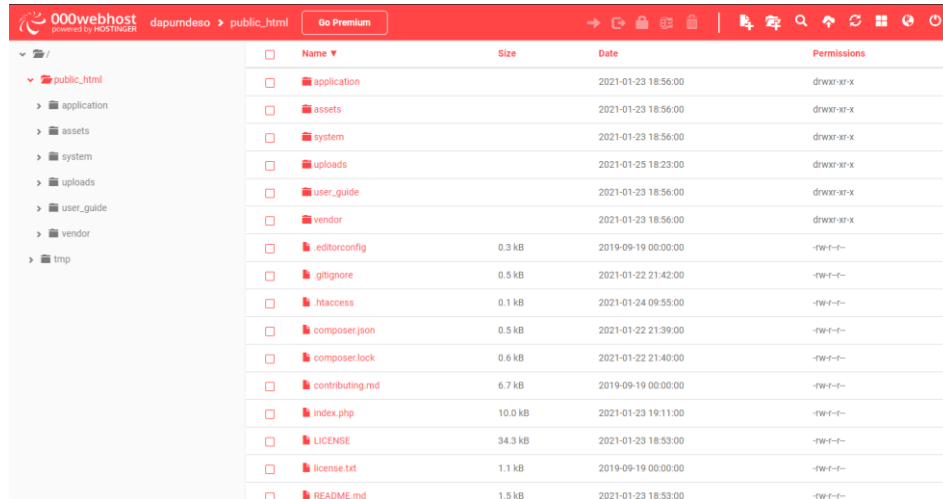 000webhost
powered by HOSTINGER
dapurndeso > public_html
Go Premium
/
public_html
application
assets
system
uploads
user_guide
vendor
tmp
Name ▼ Size Date Permissions
application 2021-01-23 18:56:00 drwxr-xr-x
assets 2021-01-23 18:56:00 drwxr-xr-x
system 2021-01-23 18:56:00 drwxr-xr-x
uploads 2021-01-25 18:23:00 drwxr-xr-x
user_guide 2021-01-23 18:56:00 drwxr-xr-x
vendor 2021-01-23 18:56:00 drwxr-xr-x
.editorconfig 0.3 kB 2019-09-19 00:00:00 -rw-r--r--
.gitignore 0.5 kB 2021-01-22 21:42:00 -rw-r--r--
.htaccess 0.1 kB 2021-01-24 09:55:00 -rw-r--r--
composer.json 0.5 kB 2021-01-22 21:39:00 -rw-r--r--
composer.lock 0.6 kB 2021-01-22 21:40:00 -rw-r--r--
contributing.md 6.7 kB 2019-09-19 00:00:00 -rw-r--r--
index.php 10.0 kB 2021-01-23 19:11:00 -rw-r--r--
LICENSE 34.3 kB 2021-01-23 18:53:00 -rw-r--r--
license.txt 1.1 kB 2019-09-19 00:00:00 -rw-r--r--
README.md 1.5 kB 2021-01-23 18:53:00 -rw-r--r--